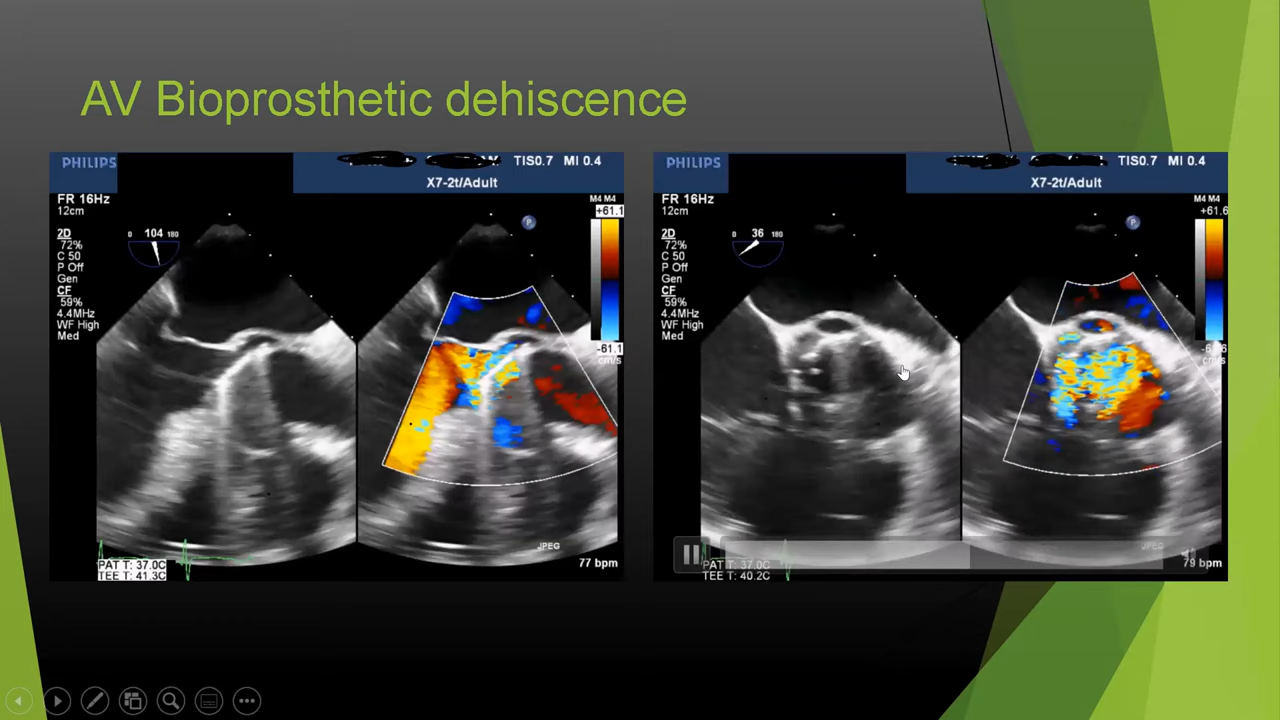 AV Bioprosthetic dehiscence
PHILIPS
TIS0.7 MI 0.4
X7-2t/Adult
FR 16Hz
12cm
M4 M4
+61.1
2D
72%
C 50
P Off
Gen
CF
59%
4.4MHz
WF High
Med
0 104 180
P
-61.1
cm/s
JPEG
PAT T: 37.0C
TEE T: 41.3C
77 bpm
PHILIPS
TIS0.7 MI 0.4
X7-2t/Adult
FR 16Hz
12cm
M4 M4
+61.6
2D
72%
C 50
P Off
Gen
CF
59%
4.4MHz
WF High
Med
0 36 180
P
cm/s
JPEG
PAT T: 37.0C
TEE T: 40.2C
79 bpm